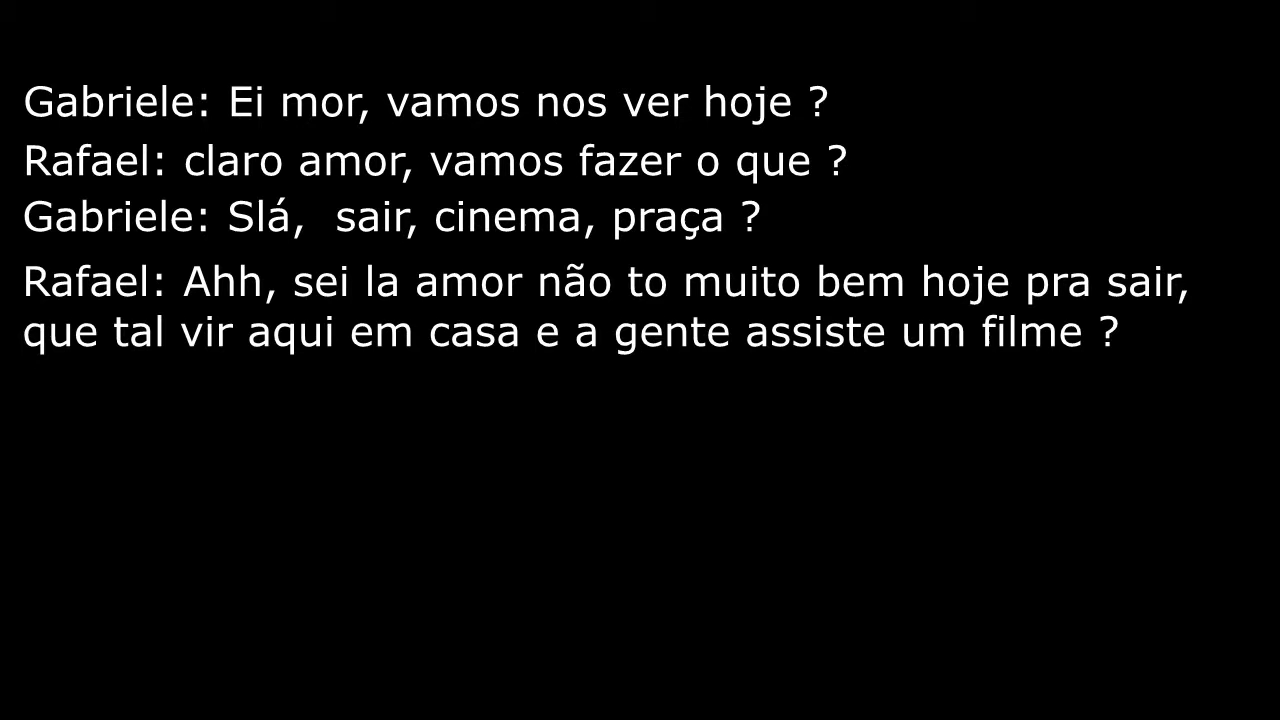 Gabriele: Ei mor, vamos nos ver hoje ?
Rafael: claro amor, vamos fazer o que ?
Gabriele: Slá,  sair, cinema, praça ?
Rafael: Ahh, sei la amor não to muito bem hoje pra sair,
que tal vir aqui em casa e a gente assiste um filme ?